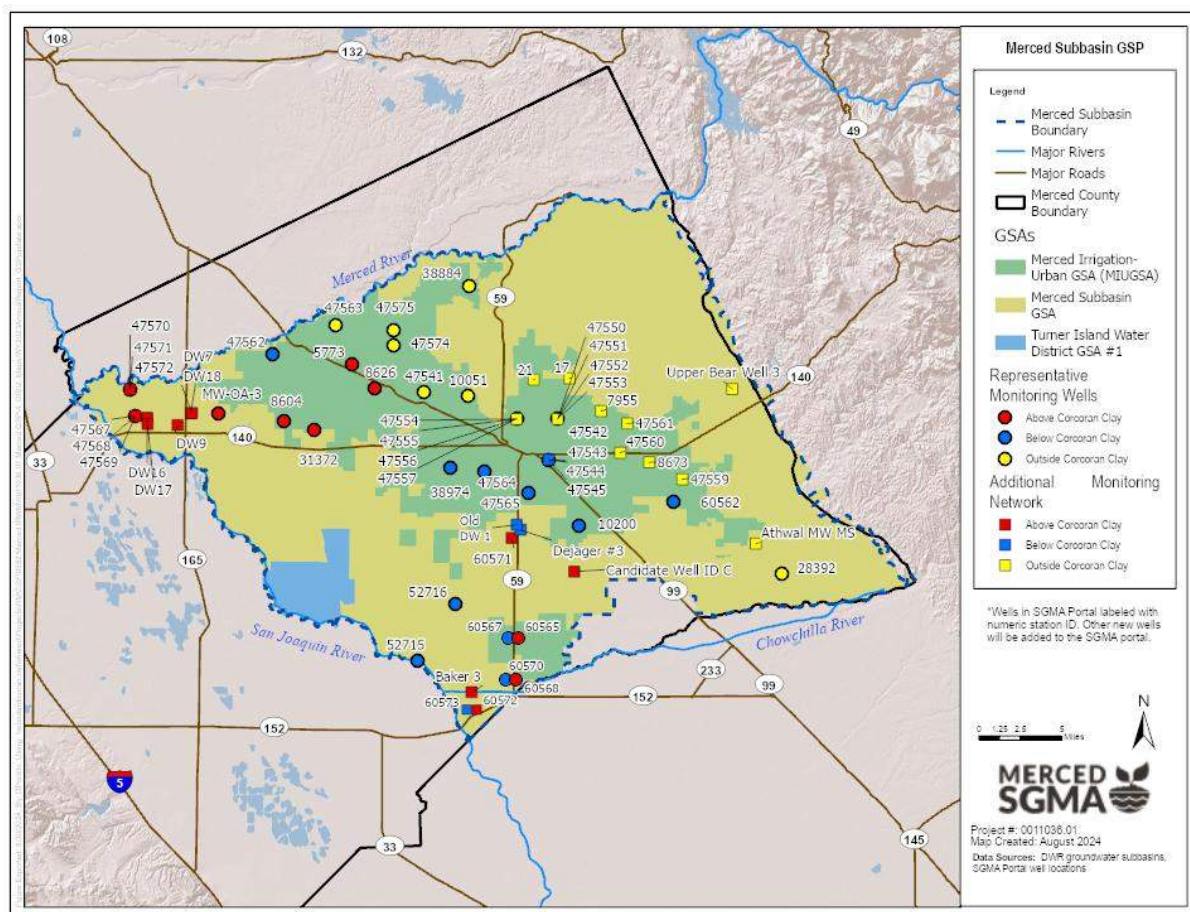 108
132
49
Merced River
38884
59
47563
47575
47570
47571
47572
DW7
DW18
47562
5773
47574
47550
47551
47552
47553
140
MW-OA-3
8626
47541
10051
21
17
Upper Bear Well 3
8604
7955
47554
47555
47556
47557
47542
47561
47567
47568
47569
DW9
140
33
31372
47543
47544
47545
47560
8673
DW16
DW17
38974
47564
47565
47559
60562
Old
DW 1
10200
Athwal MW MS
165
60571
DeJager #3
Candidate Well ID C
59
28392
99
52716
60567
60565
San Joaquin River
Chowchilla River
52715
60570
Baker 3
60568
233
60573
60572
152
99
152
5
33
145
Merced Subbasin GSP
Legend
Merced Subbasin
Boundary
Major Rivers
Major Roads
Merced County
Boundary
GSAs
Merced Irrigation-
Urban GSA (MIUGSA)
Merced Subbasin
GSA
Turner Island Water
District GSA #1
Representative
Monitoring Wells
Above Corcoran Clay
Below Corcoran Clay
Outside Corcoran Clay
Additional Monitoring
Network
Above Corcoran Clay
Below Corcoran Clay
Outside Corcoran Clay
*Wells in SGMA Portal labeled with
numeric station ID. Other new wells
will be added to the SGMA portal.
N
0 1.25 2.5 5
Miles
MERCED
SGMA
Project #: 0011036.01
Map Created: August 2024
Data Sources: DWR groundwater subbasins,
SGMA Portal well locations